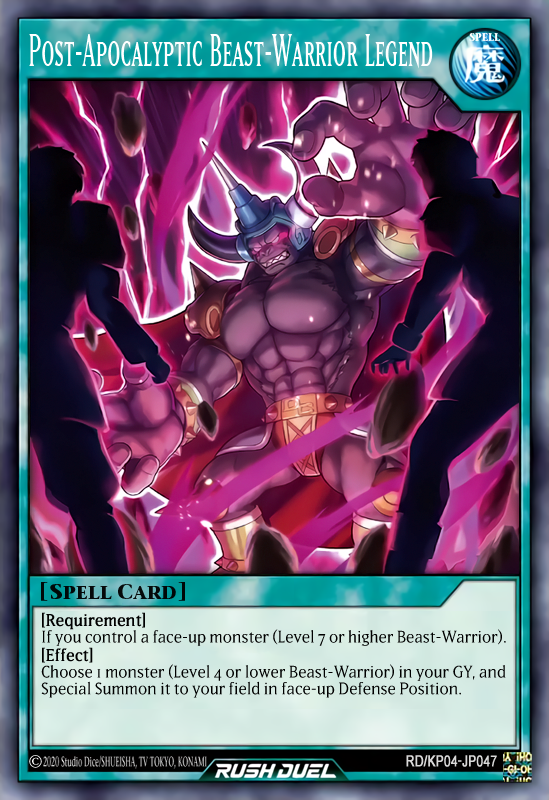 Post-Apocalyptic Beast-Warrior Legend
SPELL
魔
[Spell Card]
[Requirement]
If you control a face-up monster (Level 7 or higher Beast-Warrior).
[Effect]
Choose 1 monster (Level 4 or lower Beast-Warrior) in your GY, and
Special Summon it to your field in face-up Defense Position.
©2020 Studio Dice/SHUEISHA, TV TOKYO, KONAMI
RUSH DUEL
RD/KP04-JP047